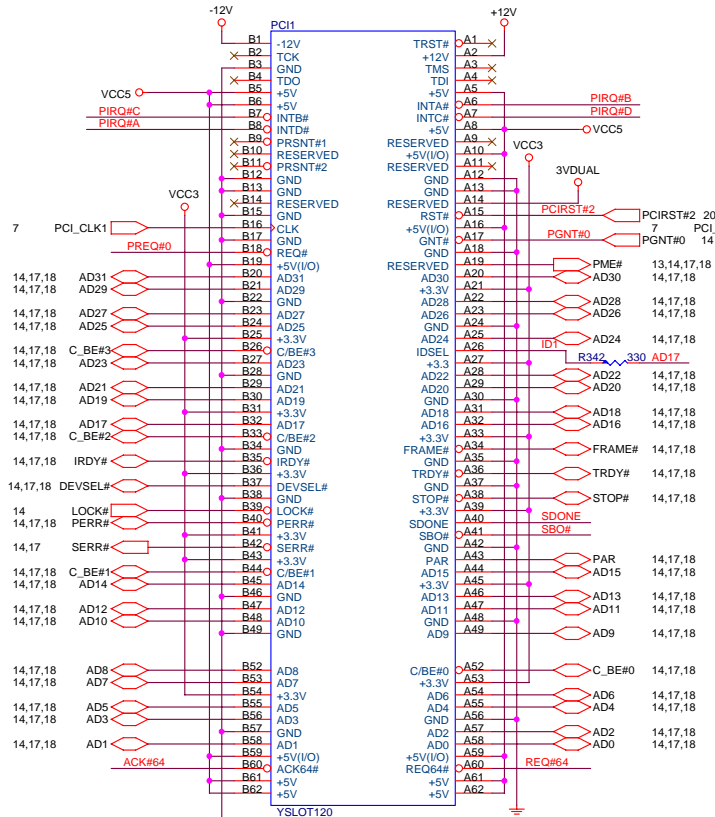 -12V +12V
PCI1
B1 -12V TRST# A1
B2 TCK +12V A2
B3 GND TMS A3
B4 TDO TDI A4
VCC5 B5 +5V +5V A5
B6 +5V INTA# A6 PIRQ#B
PIRQ#C B7 INTB# INTC# A7 PIRQ#D
PIRQ#A B8 INTD# +5V A8 VCC5
B9 PRSNT#1 RESERVED A9
B10 RESERVED +5V(I/O) A10
B11 PRSNT#2 RESERVED A11 VCC3
B12 GND GND A12
B13 GND GND A13 3VDUAL
VCC3 B14 RESERVED RESERVED A14
B15 GND RST# A15 PCIRST#2 PCIRST#2 20
7 PCI_CLK1 B16 CLK +5V(I/O) A16 7 PCI_
B17 GND GNT# A17 PGNT#0 PGNT#0 14
PREQ#0 B18 REQ# GND A18
B19 +5V(I/O) RESERVED A19 PME# 13,14,17,18
14,17,18 AD31 B20 AD31 AD30 A20 AD30 14,17,18
14,17,18 AD29 B21 AD29 +3.3V A21
B22 GND AD28 A22 AD28 14,17,18
14,17,18 AD27 B23 AD27 AD26 A23 AD26 14,17,18
14,17,18 AD25 B24 AD25 GND A24
B25 +3.3V AD24 A25 AD24 14,17,18
14,17,18 C_BE#3 B26 C/BE#3 IDSEL A26 ID1
14,17,18 AD23 B27 AD23 +3.3 A27 R342 330 AD17
B28 GND AD22 A28 AD22 14,17,18
14,17,18 AD21 B29 AD21 AD20 A29 AD20 14,17,18
14,17,18 AD19 B30 AD19 GND A30
B31 +3.3V AD18 A31 AD18 14,17,18
14,17,18 AD17 B32 AD17 AD16 A32 AD16 14,17,18
14,17,18 C_BE#2 B33 C/BE#2 +3.3V A33
B34 GND FRAME# A34 FRAME# 14,17,18
14,17,18 IRDY# B35 IRDY# GND A35
B36 +3.3V TRDY# A36 TRDY# 14,17,18
14,17,18 DEVSEL# B37 DEVSEL# GND A37
B38 GND STOP# A38 STOP# 14,17,18
14 LOCK# B39 LOCK# +3.3V A39
14,17,18 PERR# B40 PERR# SDONE A40 SDONE
B41 +3.3V SBO# A41 SBO#
14,17 SERR# B42 SERR# GND A42
B43 +3.3V PAR A43 PAR 14,17,18
14,17,18 C_BE#1 B44 C/BE#1 AD15 A44 AD15 14,17,18
14,17,18 AD14 B45 AD14 +3.3V A45
B46 GND AD13 A46 AD13 14,17,18
14,17,18 AD12 B47 AD12 AD11 A47 AD11 14,17,18
14,17,18 AD10 B48 AD10 GND A48
B49 GND AD9 A49 AD9 14,17,18
14,17,18 AD8 B52 AD8 C/BE#0 A52 C_BE#0 14,17,18
14,17,18 AD7 B53 AD7 +3.3V A53
B54 +3.3V AD6 A54 AD6 14,17,18
14,17,18 AD5 B55 AD5 AD4 A55 AD4 14,17,18
14,17,18 AD3 B56 AD3 GND A56
B57 GND AD2 A57 AD2 14,17,18
14,17,18 AD1 B58 AD1 AD0 A58 AD0 14,17,18
B59 +5V(I/O) +5V(I/O) A59
ACK#64 B60 ACK64# REQ64# A60 REQ#64
B61 +5V +5V A61
B62 +5V +5V A62
YSLOT120